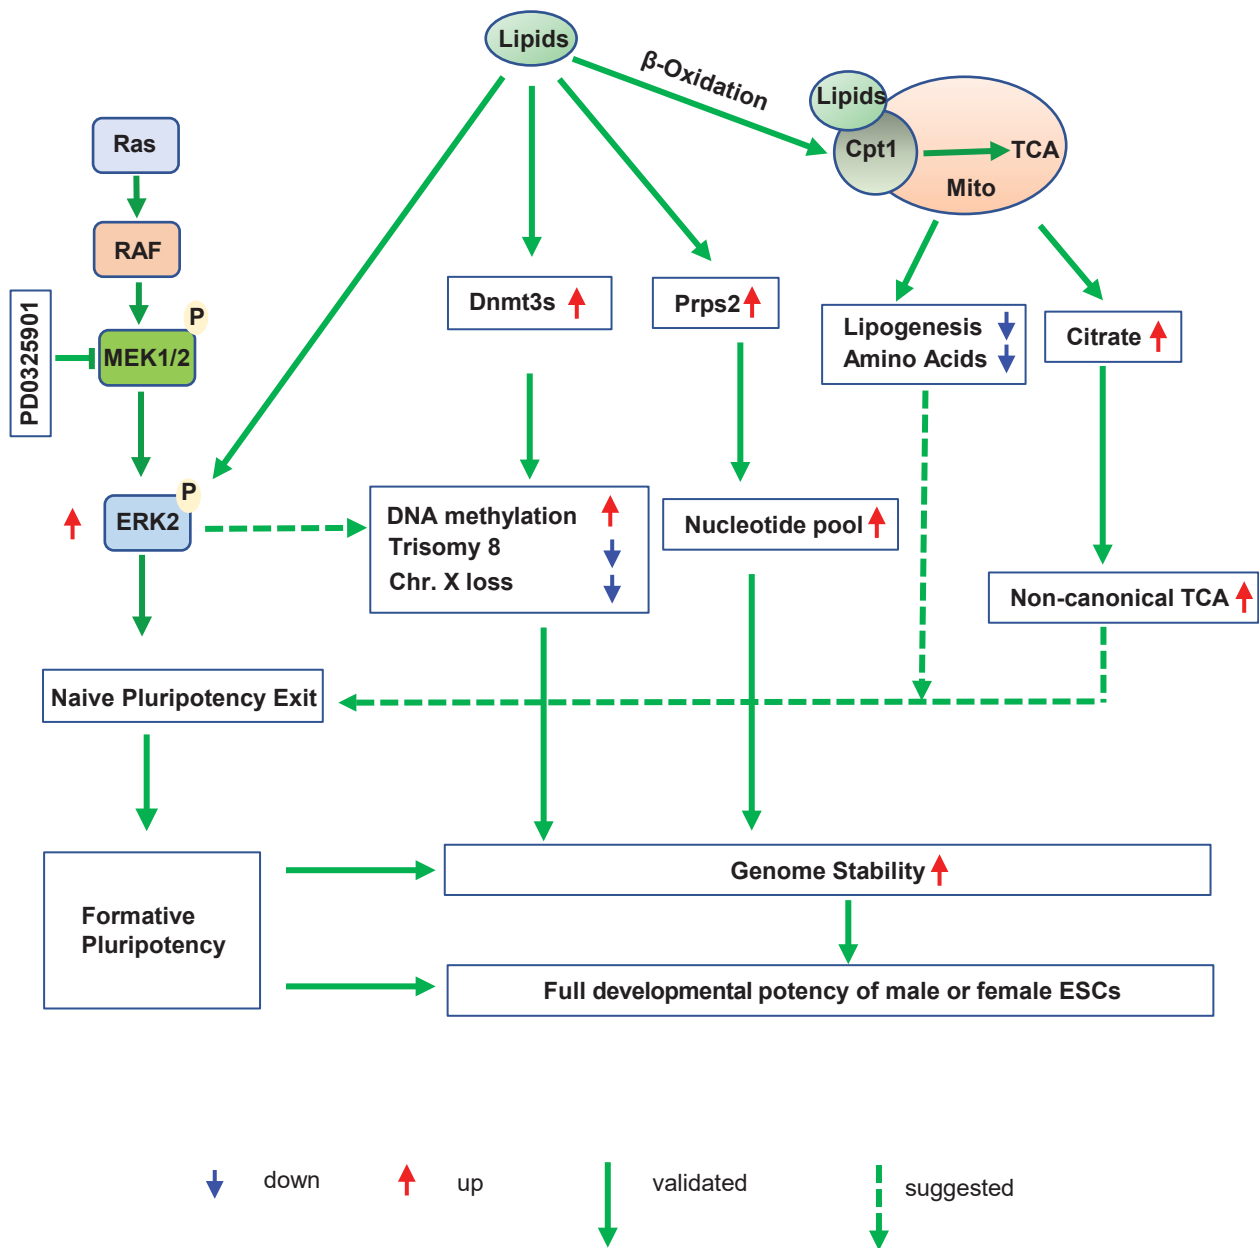 Lipids
β-Oxidation
Lipids
Cpt1
TCA
Mito
Ras
RAF
P
MEK1/2
PD0325901
P
ERK2
Dnmt3s
Prps2
Lipogenesis
Amino Acids
Citrate
DNA methylation
Trisomy 8
Chr. X loss
Nucleotide pool
Non-canonical TCA
Naive Pluripotency Exit
Formative
Pluripotency
Genome Stability
Full developmental potency of male or female ESCs
down
up
validated
suggested